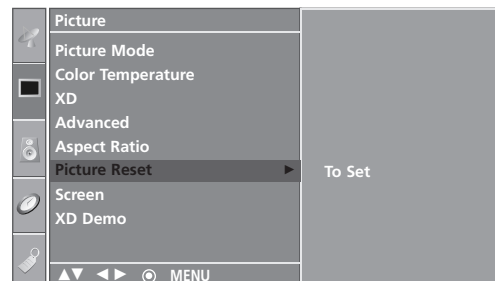 Picture
Picture Mode
Color Temperature
XD
Advanced
Aspect Ratio
Picture Reset ► To Set
Screen
XD Demo
▲▼ ◄► ◉ MENU